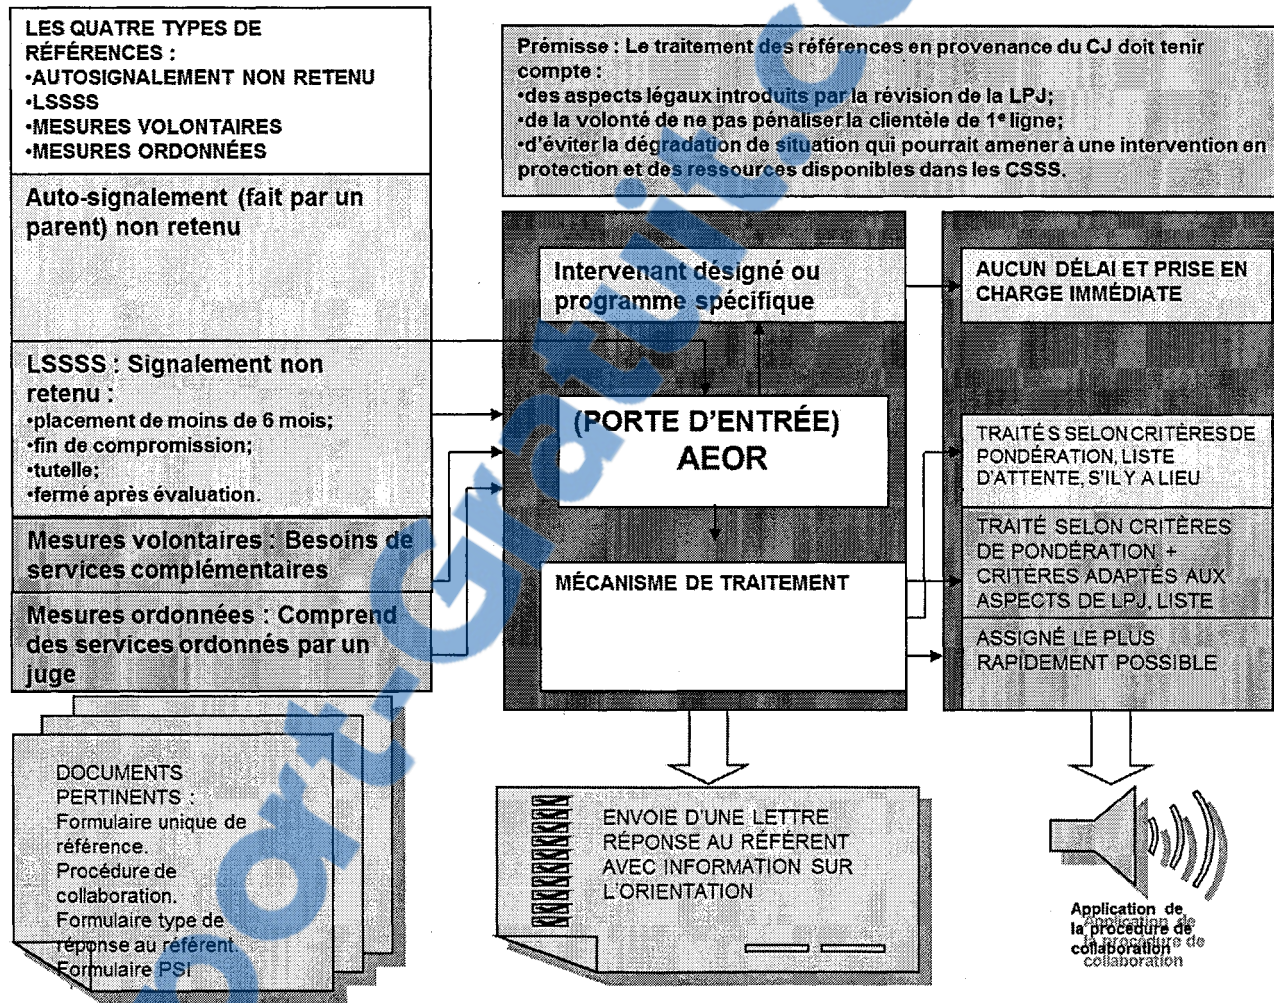 LES QUATRE TYPES DE
RÉFÉRENCES :
•AUTOSIGNALEMENT NON RETENU
•LSSSS
•MESURES VOLONTAIRES
•MESURES ORDONNÉES
Auto-signalement (fait par un
parent) non retenu
LSSSS : Signalement non
retenu :
•placement de moins de 6 mois;
•fin de compromission;
•tutelle;
•fermé après évaluation.
Mesures volontaires : Besoins de
services complémentaires
Mesures ordonnées : Comprend
des services ordonnés par un
juge
DOCUMENTS
PERTINENTS :
Formulaire unique de
référence.
Procédure de
collaboration.
Formulaire type de
réponse au référent.
Formulaire PSI
Prémisse : Le traitement des références en provenance du CJ doit tenir
compte :
•des aspects légaux introduits par la révision de la LPJ;
•de la volonté de ne pas pénaliser la clientèle de 1e ligne;
•d'éviter la dégradation de situation qui pourrait amener à une intervention en
protection et des ressources disponibles dans les CSSS.
Intervenant désigné ou
programme spécifique
(PORTE D'ENTRÉE)
AEOR
MÉCANISME DE TRAITEMENT
AUCUN DÉLAI ET PRISE EN
CHARGE IMMÉDIATE
TRAITÉS SELON CRITÈRES DE
PONDÉRATION, LISTE
D'ATTENTE, S'IL Y A LIEU
TRAITÉ SELON CRITÈRES
DE PONDÉRATION +
CRITÈRES ADAPTÉS AUX
ASPECTS DE LPJ, LISTE
ASSIGNÉ LE PLUS
RAPIDEMENT POSSIBLE
ENVOIE D'UNE LETTRE
RÉPONSE AU RÉFÉRENT
AVEC INFORMATION SUR
L'ORIENTATION
Application de
la procédure de
collaboration
port-Gratuit.co